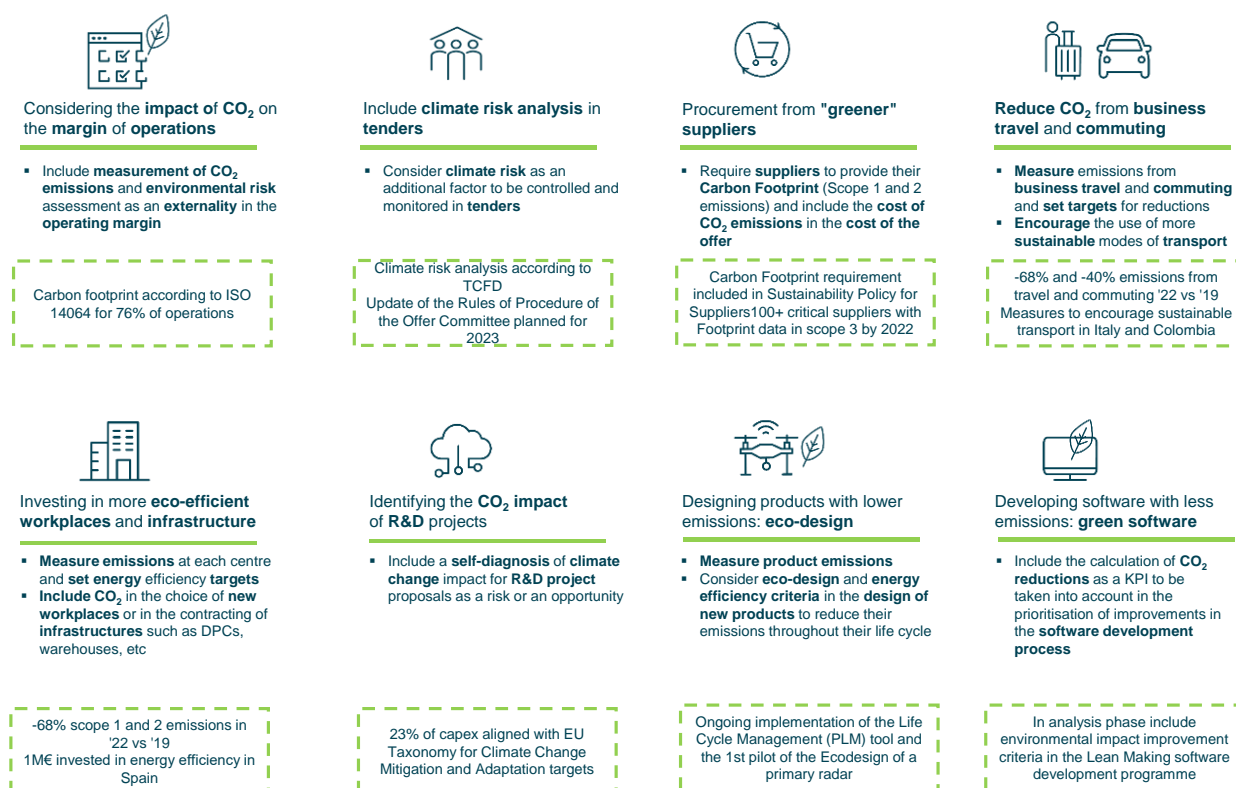 Considering the impact of CO₂ on
the margin of operations
▪ Include measurement of CO₂
emissions and environmental risk
assessment as an externality in the
operating margin
Carbon footprint according to ISO
14064 for 76% of operations
Include climate risk analysis in
tenders
▪ Consider climate risk as an
additional factor to be controlled and
monitored in tenders
Climate risk analysis according to
TCFD
Update of the Rules of Procedure of
the Offer Committee planned for
2023
Procurement from "greener"
suppliers
▪ Require suppliers to provide their
Carbon Footprint (Scope 1 and 2
emissions) and include the cost of
CO₂ emissions in the cost of the
offer
Carbon Footprint requirement
included in Sustainability Policy for
Suppliers100+ critical suppliers with
Footprint data in scope 3 by 2022
Reduce CO₂ from business
travel and commuting
▪ Measure emissions from
business travel and commuting
and set targets for reductions
▪ Encourage the use of more
sustainable modes of transport
-68% and -40% emissions from
travel and commuting '22 vs '19
Measures to encourage sustainable
transport in Italy and Colombia
Investing in more eco-efficient
workplaces and infrastructure
▪ Measure emissions at each centre
and set energy efficiency targets
▪ Include CO₂ in the choice of new
workplaces or in the contracting of
infrastructures such as DPCs,
warehouses, etc
-68% scope 1 and 2 emissions in
'22 vs '19
1M€ invested in energy efficiency in
Spain
Identifying the CO₂ impact
of R&D projects
▪ Include a self-diagnosis of climate
change impact for R&D project
proposals as a risk or an opportunity
23% of capex aligned with EU
Taxonomy for Climate Change
Mitigation and Adaptation targets
Designing products with lower
emissions: eco-design
▪ Measure product emissions
▪ Consider eco-design and energy
efficiency criteria in the design of
new products to reduce their
emissions throughout their life cycle
Ongoing implementation of the Life
Cycle Management (PLM) tool and
the 1st pilot of the Ecodesign of a
primary radar
Developing software with less
emissions: green software
▪ Include the calculation of CO₂
reductions as a KPI to be
taken into account in the
prioritisation of improvements in
the software development
process
In analysis phase include
environmental impact improvement
criteria in the Lean Making software
development programme